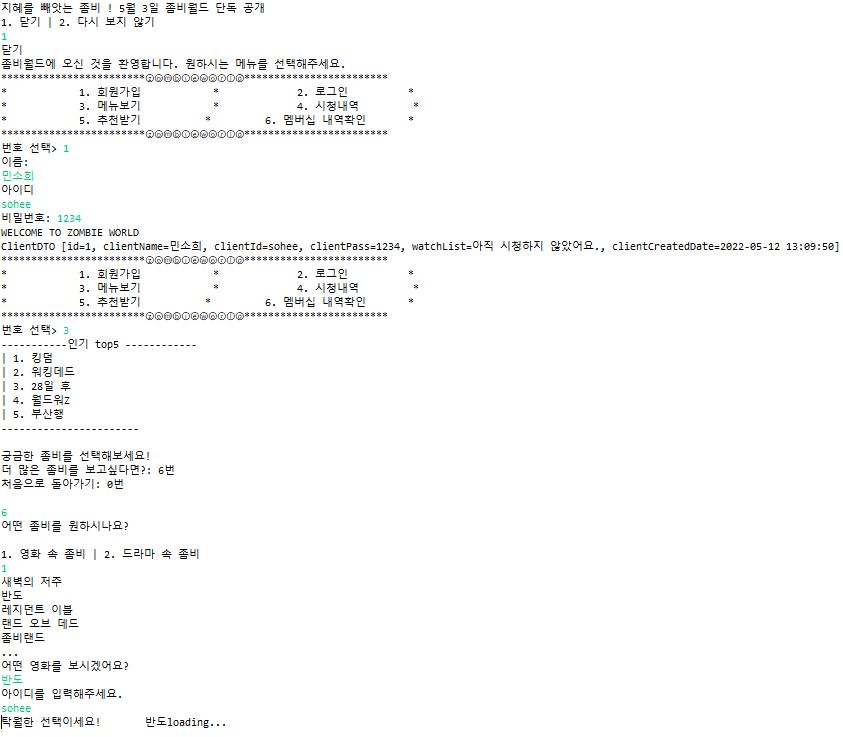 지혜를 빼앗는 좀비 ! 5월 3일 좀비월드 단독 공개
1. 닫기 | 2. 다시 보지 않기
1
닫기
좀비월드에 오신 것을 환영합니다. 원하시는 메뉴를 선택해주세요.
************************ⓩⓞⓜⓑⓘⓔⓦⓞⓡⓛⓓ************************
* 1. 회원가입 * 2. 로그인 *
* 3. 메뉴보기 * 4. 시청내역 *
* 5. 추천받기 * 6. 멤버십 내역확인 *
************************ⓩⓞⓜⓑⓘⓔⓦⓞⓡⓛⓓ************************
번호 선택> 1
이름:
민소희
아이디
sohee
비밀번호: 1234
WELCOME TO ZOMBIE WORLD
ClientDTO [id=1, clientName=민소희, clientId=sohee, clientPass=1234, watchList=아직 시청하지 않았어요., clientCreatedDate=2022-05-12 13:09:50]
************************ⓩⓞⓜⓑⓘⓔⓦⓞⓡⓛⓓ************************
* 1. 회원가입 * 2. 로그인 *
* 3. 메뉴보기 * 4. 시청내역 *
* 5. 추천받기 * 6. 멤버십 내역확인 *
************************ⓩⓞⓜⓑⓘⓔⓦⓞⓡⓛⓓ************************
번호 선택> 3
-----------인기 top5 ------------
| 1. 킹덤
| 2. 워킹데드
| 3. 28일 후
| 4. 월드워Z
| 5. 부산행
-----------------------
궁금한 좀비를 선택해보세요!
더 많은 좀비를 보고싶다면?: 6번
처음으로 돌아가기: 0번
6
어떤 좀비를 원하시나요?
1. 영화 속 좀비 | 2. 드라마 속 좀비
1
새벽의 저주
반도
레지던트 이블
랜드 오브 데드
좀비랜드
...
어떤 영화를 보시겠어요?
반도
아이디를 입력해주세요.
sohee
탁월한 선택이세요! 반도loading...